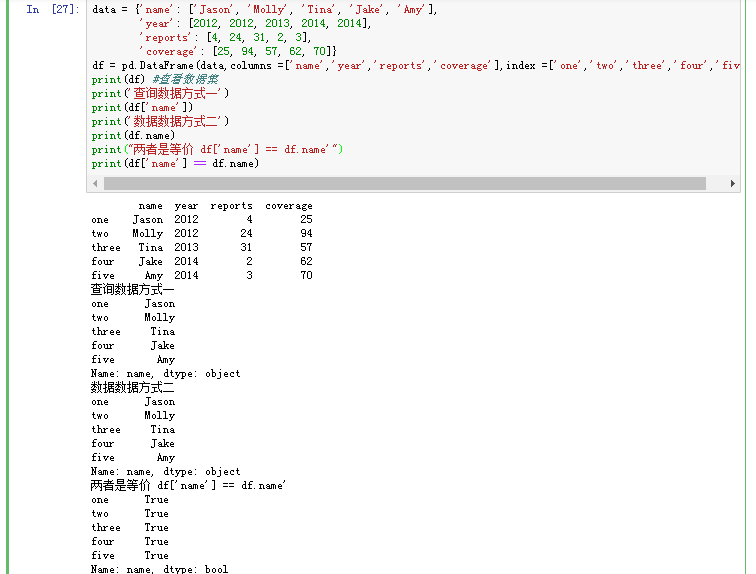 In [27]: data = {'name': ['Jason', 'Molly', 'Tina', 'Jake', 'Amy'],
'year': [2012, 2012, 2013, 2014, 2014],
'reports': [4, 24, 31, 2, 3],
'coverage': [25, 94, 57, 62, 70]}
df = pd.DataFrame(data,columns =['name','year','reports','coverage'],index =['one','two','three','four','fiv
print(df) #查看数据集
print('查询数据方式一')
print(df['name'])
print('数据数据方式二')
print(df.name)
print("两者是等价 df['name'] == df.name'")
print(df['name'] == df.name)
name year reports coverage
one Jason 2012 4 25
two Molly 2012 24 94
three Tina 2013 31 57
four Jake 2014 2 62
five Amy 2014 3 70
查询数据方式一
one Jason
two Molly
three Tina
four Jake
five Amy
Name: name, dtype: object
数据数据方式二
one Jason
two Molly
three Tina
four Jake
five Amy
Name: name, dtype: object
两者是等价 df['name'] == df.name'
one True
two True
three True
four True
five True
Name: name, dtype: bool